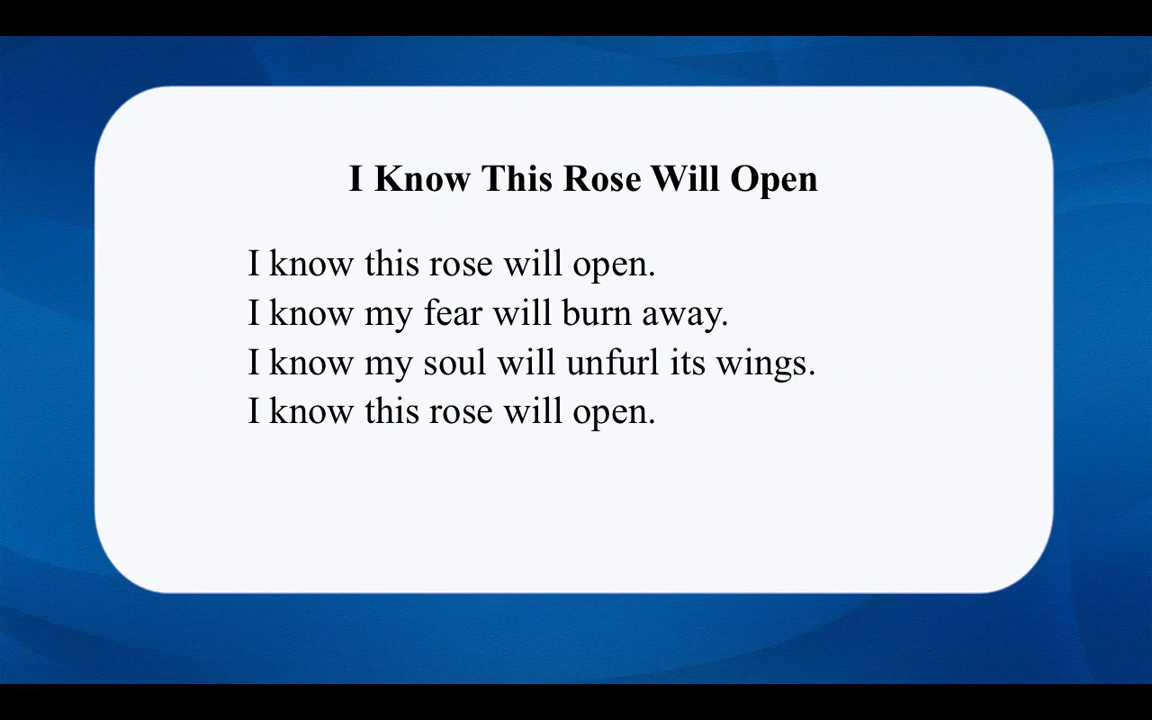 I Know This Rose Will Open
I know this rose will open.
I know my fear will burn away.
I know my soul will unfurl its wings.
I know this rose will open.